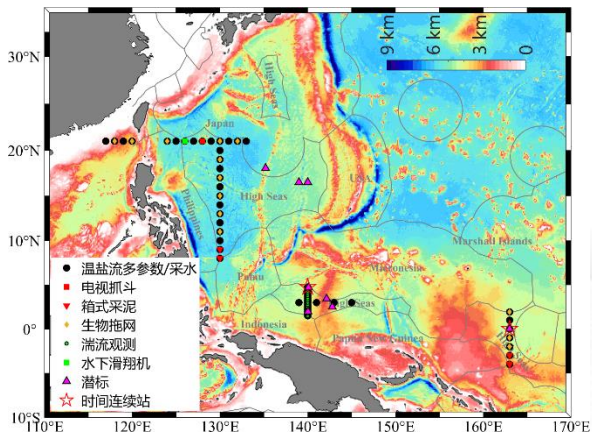 30°N
20°N
10°N
0°
10°S
110°E
120°E
130°E
140°E
150°E
160°E
170°E
9 km
6 km
3 km
0
High Seas
Japan
High Seas
Philippines
Palau
Micronesia
Marshall Islands
High Seas
Indonesia
Papua New Guinea
温盐流多参数/采水
电视抓斗
箱式采泥
生物拖网
湍流观测
水下滑翔机
潜标
时间连续站